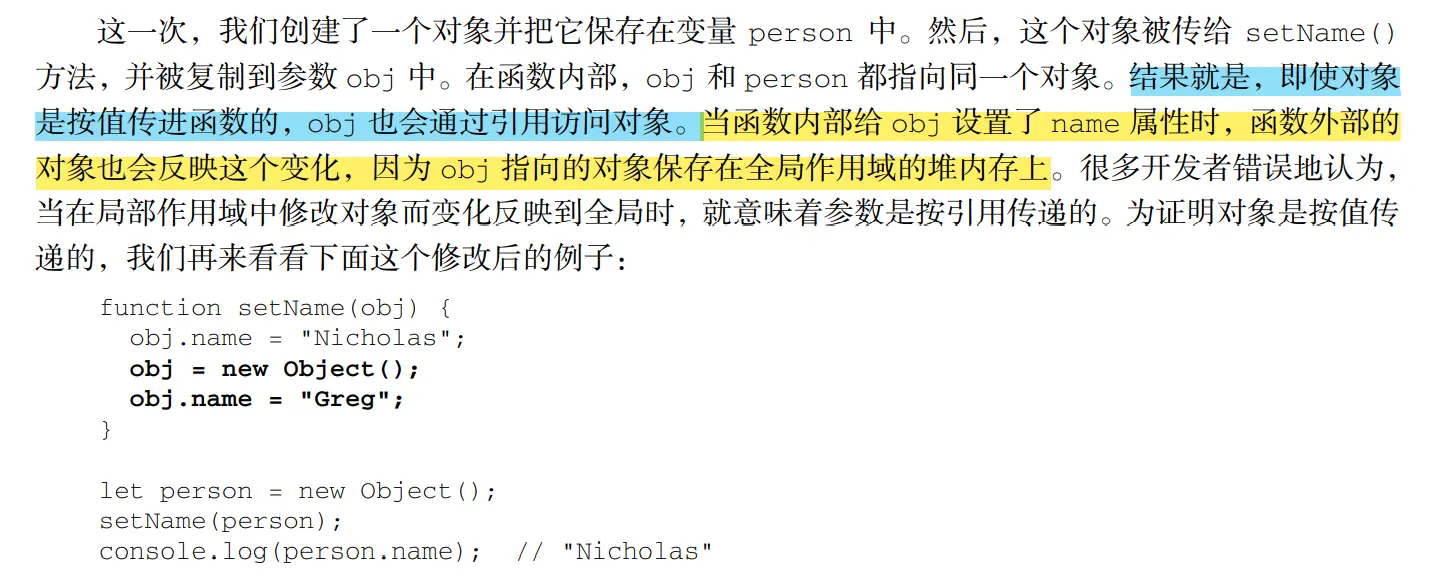 这一次，我们创建了一个对象并把它保存在变量 person 中。然后，这个对象被传给 setName()
方法，并被复制到参数 obj 中。在函数内部，obj 和 person 都指向同一个对象。结果就是，即使对象
是按值传进函数的，obj 也会通过引用访问对象。当函数内部给 obj 设置了 name 属性时，函数外部的
对象也会反映这个变化，因为 obj 指向的对象保存在全局作用域的堆内存上。很多开发者错误地认为，
当在局部作用域中修改对象而变化反映到全局时，就意味着参数是按引用传递的。为证明对象是按值传
递的，我们再来看看下面这个修改后的例子：
function setName(obj) {
  obj.name = "Nicholas";
  obj = new Object();
  obj.name = "Greg";
}
let person = new Object();
setName(person);
console.log(person.name);  // "Nicholas"